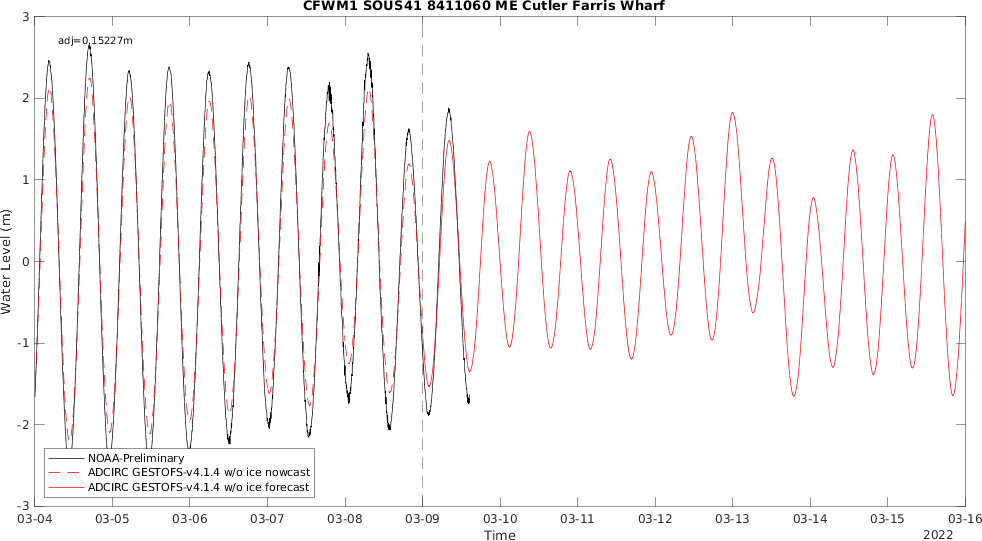 CFWM1 SOUS41 8411060 ME Cutler Farris Wharf
adj=0.15227m
3
2
1
0
-1
-2
-3
Water Level (m)
NOAA-Preliminary
ADCIRC GESTOFS-v4.1.4 w/o ice nowcast
ADCIRC GESTOFS-v4.1.4 w/o ice forecast
03-04 03-05 03-06 03-07 03-08 03-09 03-10 03-11 03-12 03-13 03-14 03-15 03-16
Time
2022